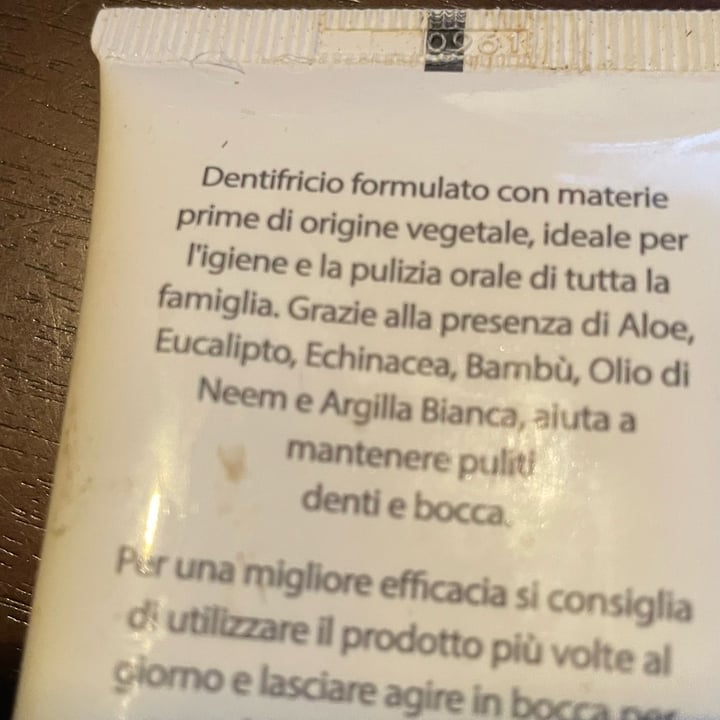 0961
Dentifricio formulato con materie
prime di origine vegetale, ideale per
l'igiene e la pulizia orale di tutta la
famiglia. Grazie alla presenza di Aloe,
Eucalipto, Echinacea, Bambù, Olio di
Neem e Argilla Bianca, aiuta a
mantenere puliti
denti e bocca.
Per una migliore efficacia si consiglia
di utilizzare il prodotto più volte al
giorno e lasciare agire in bocca per